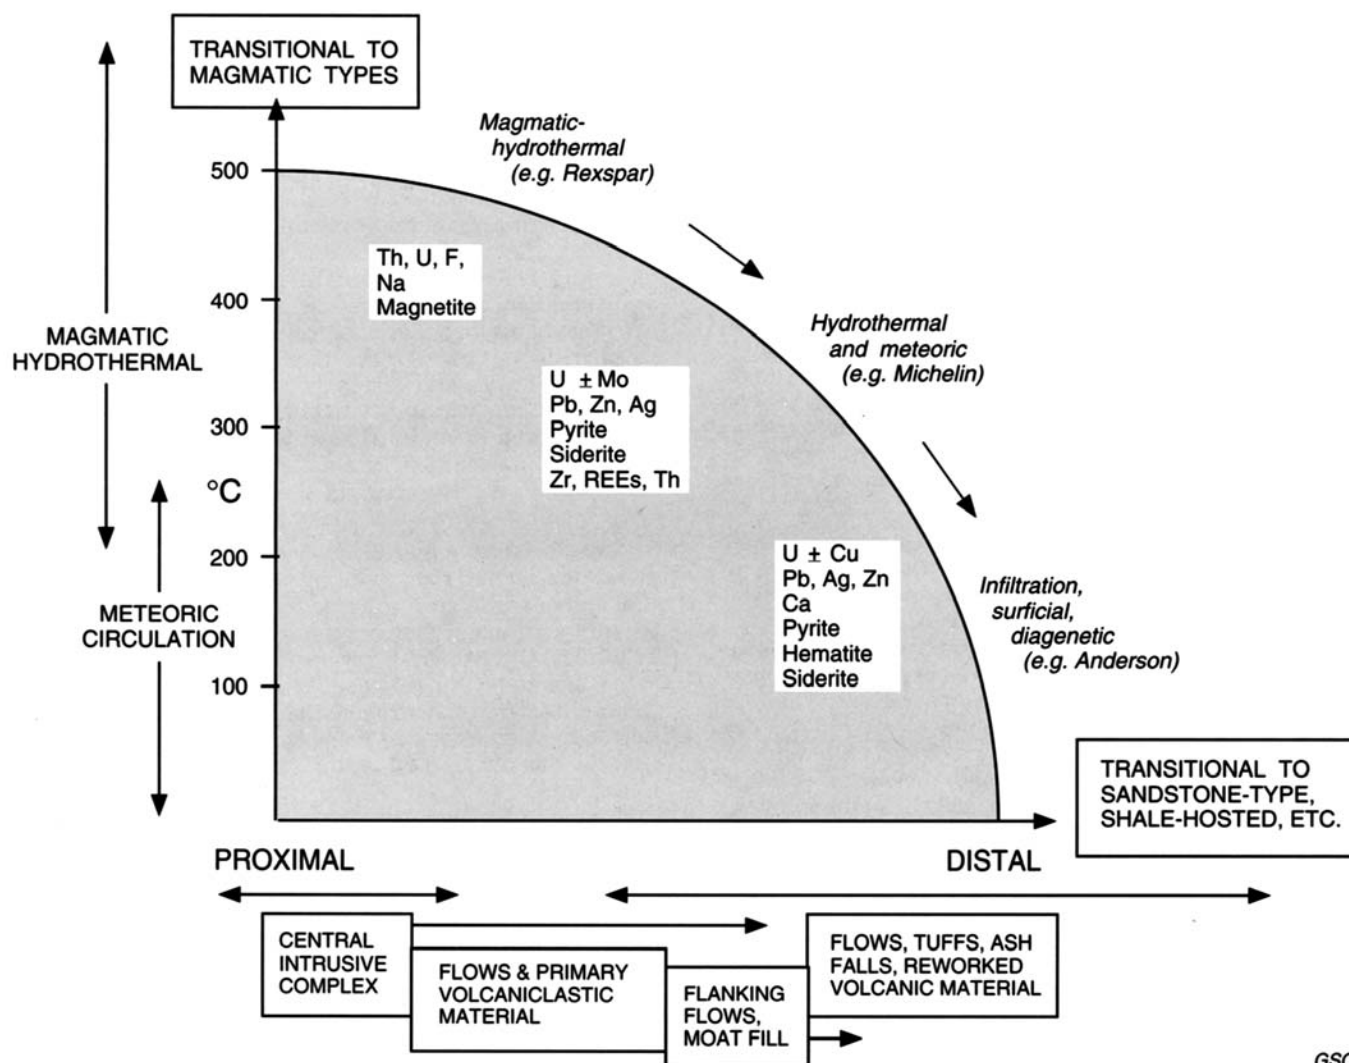 TRANSITIONAL TO
MAGMATIC TYPES
Magmatic-
hydrothermal
(e.g. Rexspar)
500
Th, U, F,
Na
Magnetite
400
Hydrothermal
and meteoric
(e.g. Michelin)
MAGMATIC
HYDROTHERMAL
U ± Mo
Pb, Zn, Ag
Pyrite
Siderite
Zr, REEs, Th
300
°C
200
U ± Cu
Pb, Ag, Zn
Ca
Pyrite
Hematite
Siderite
Infiltration,
surficial,
diagenetic
(e.g. Anderson)
METEORIC
CIRCULATION
100
TRANSITIONAL TO
SANDSTONE-TYPE,
SHALE-HOSTED, ETC.
PROXIMAL
DISTAL
CENTRAL
INTRUSIVE
COMPLEX
FLOWS & PRIMARY
VOLCANICLASTIC
MATERIAL
FLANKING
FLOWS,
MOAT FILL
FLOWS, TUFFS, ASH
FALLS, REWORKED
VOLCANIC MATERIAL
GSC